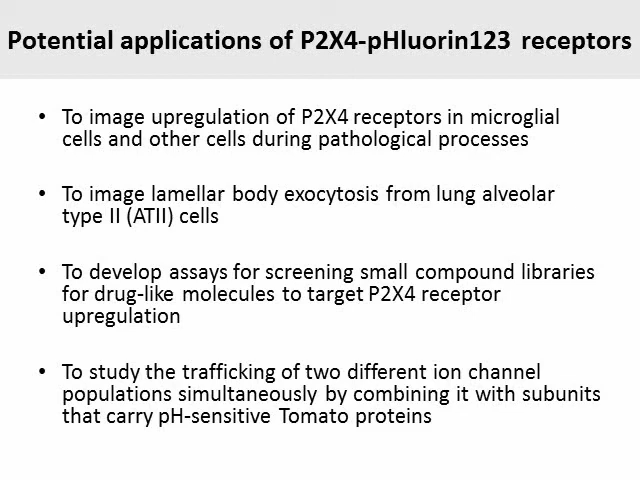 Potential applications of P2X4-pHluorin123 receptors
• To image upregulation of P2X4 receptors in microglial
cells and other cells during pathological processes
• To image lamellar body exocytosis from lung alveolar
type II (ATII) cells
• To develop assays for screening small compound libraries
for drug-like molecules to target P2X4 receptor
upregulation
• To study the trafficking of two different ion channel
populations simultaneously by combining it with subunits
that carry pH-sensitive Tomato proteins